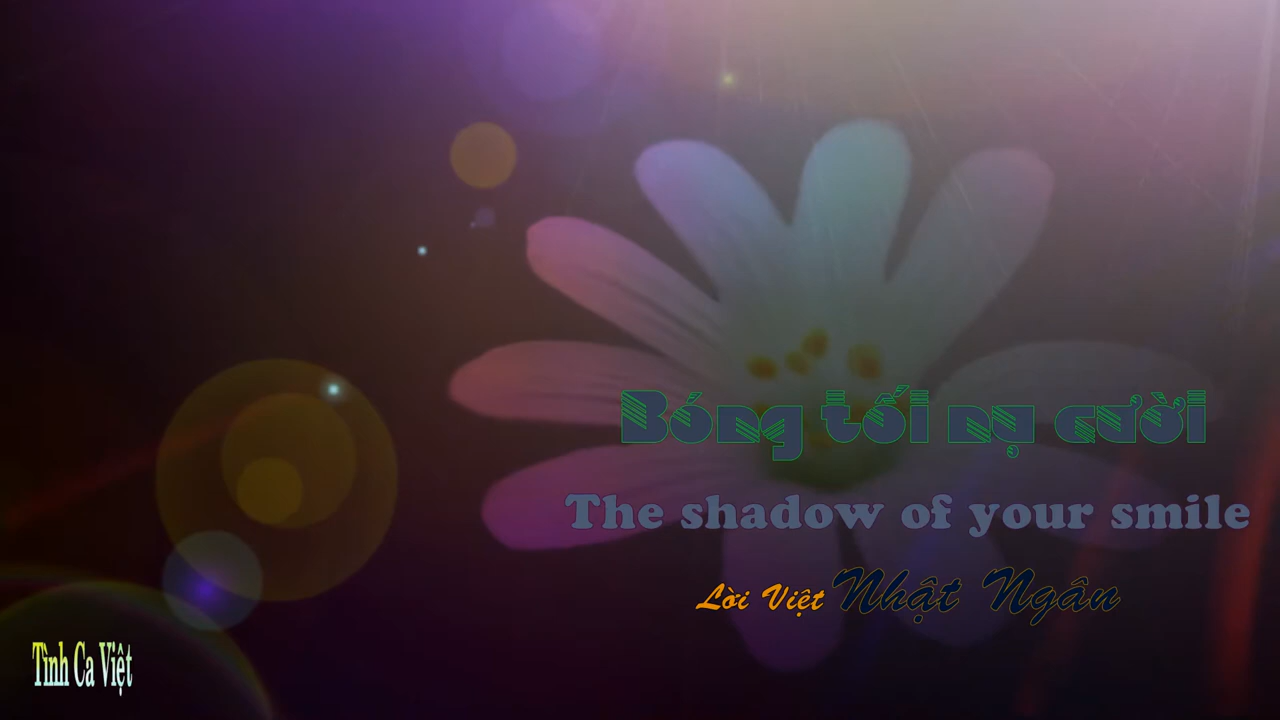 Bóng tối nụ cười
The shadow of your smile
Lời Việt Nhật Ngân
Tình Ca Việt